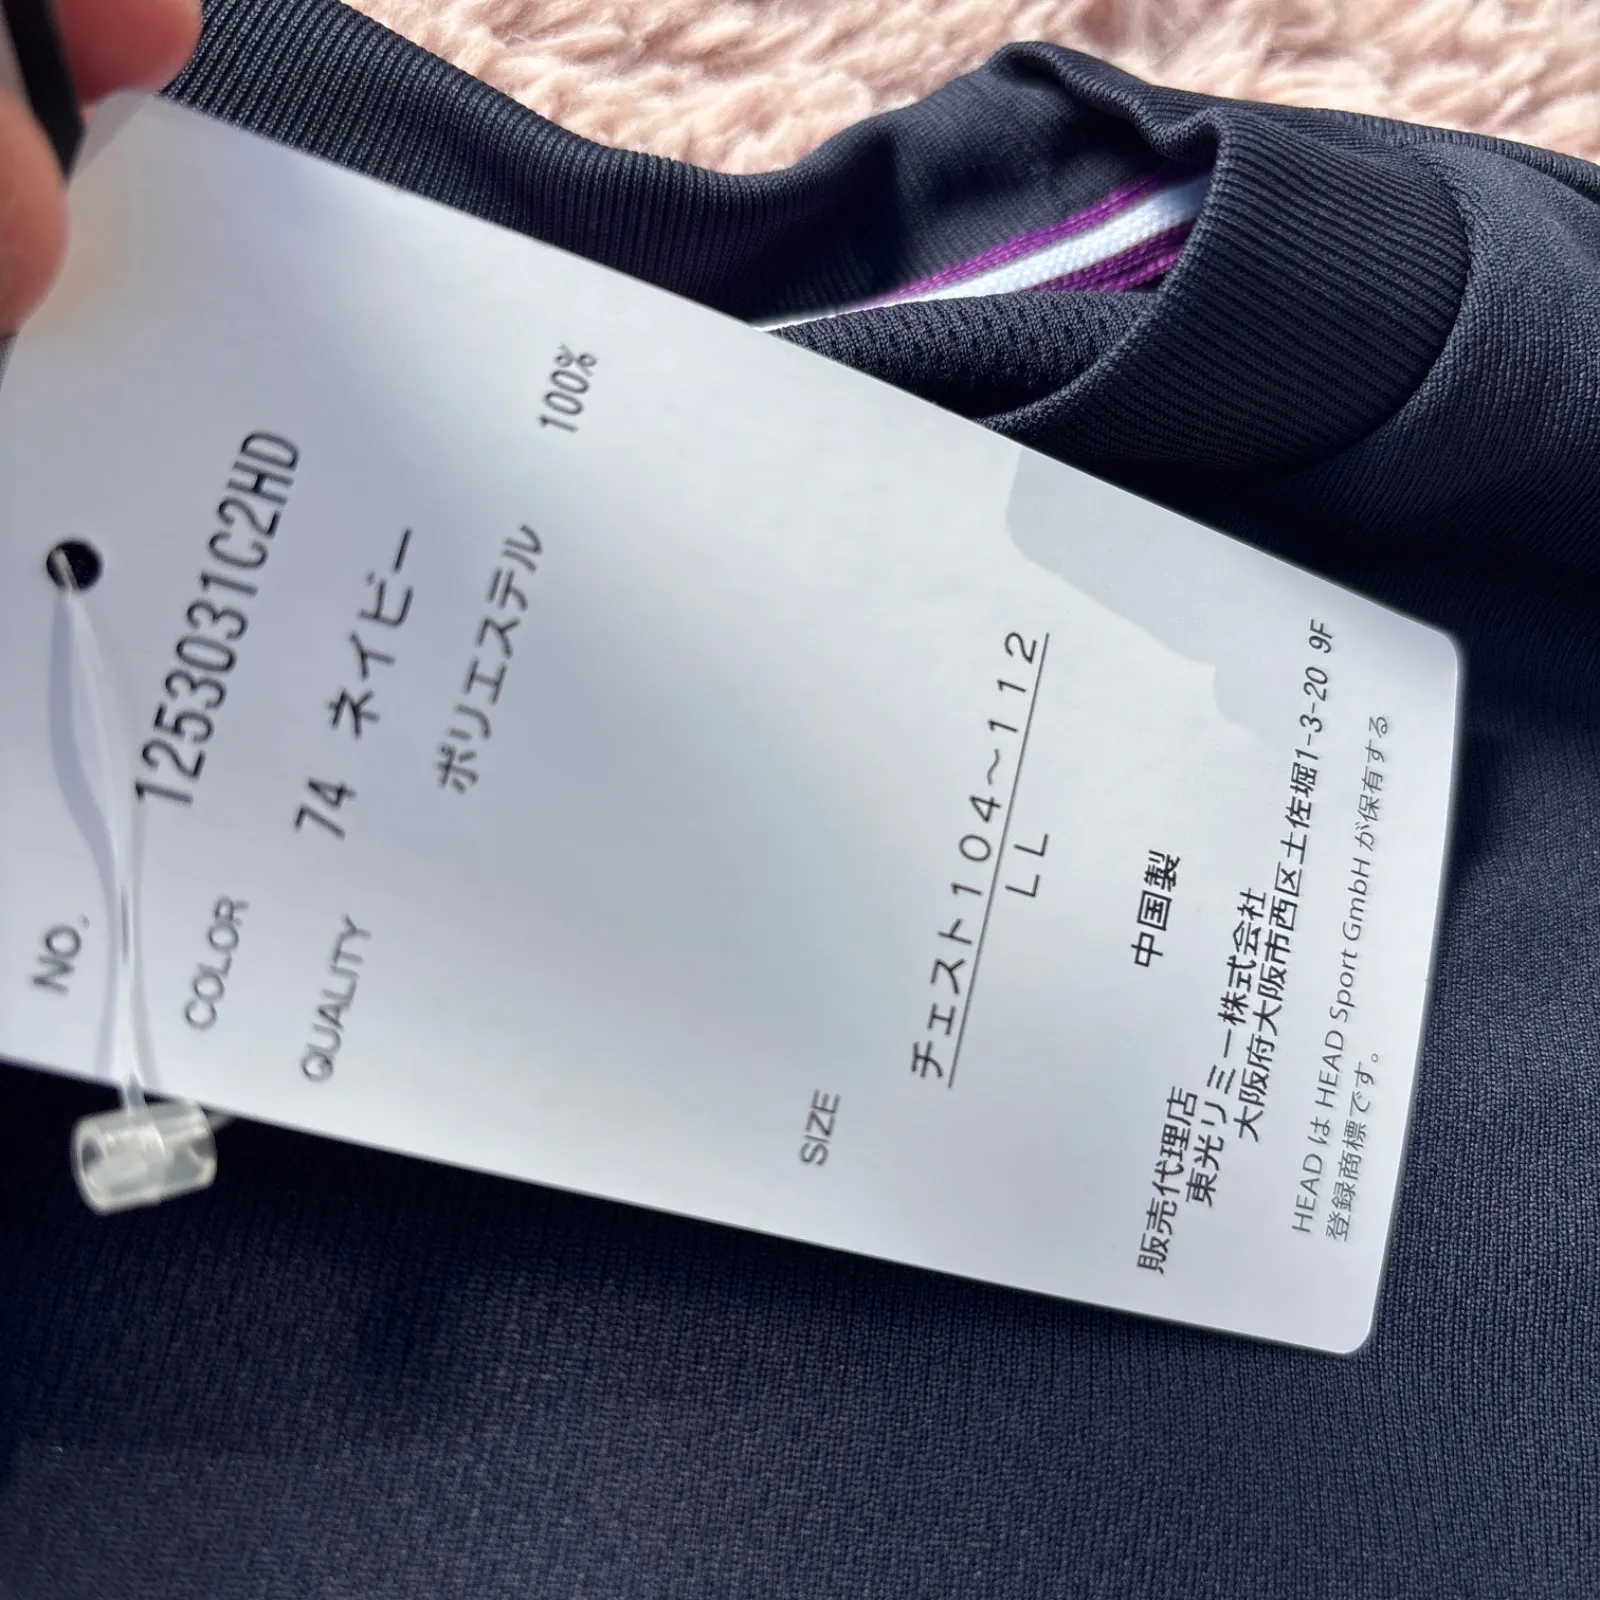 No. 1253031C2HD
COLOR 74 ネイビー
QUALITY ポリエステル 100%
SIZE チェスト104～112
LL
中国製
販売代理店
東光リミー株式会社
大阪府大阪市西区土佐堀1-3-20 9F
HEAD は HEAD Sport GmbH が保有する
登録商標です。